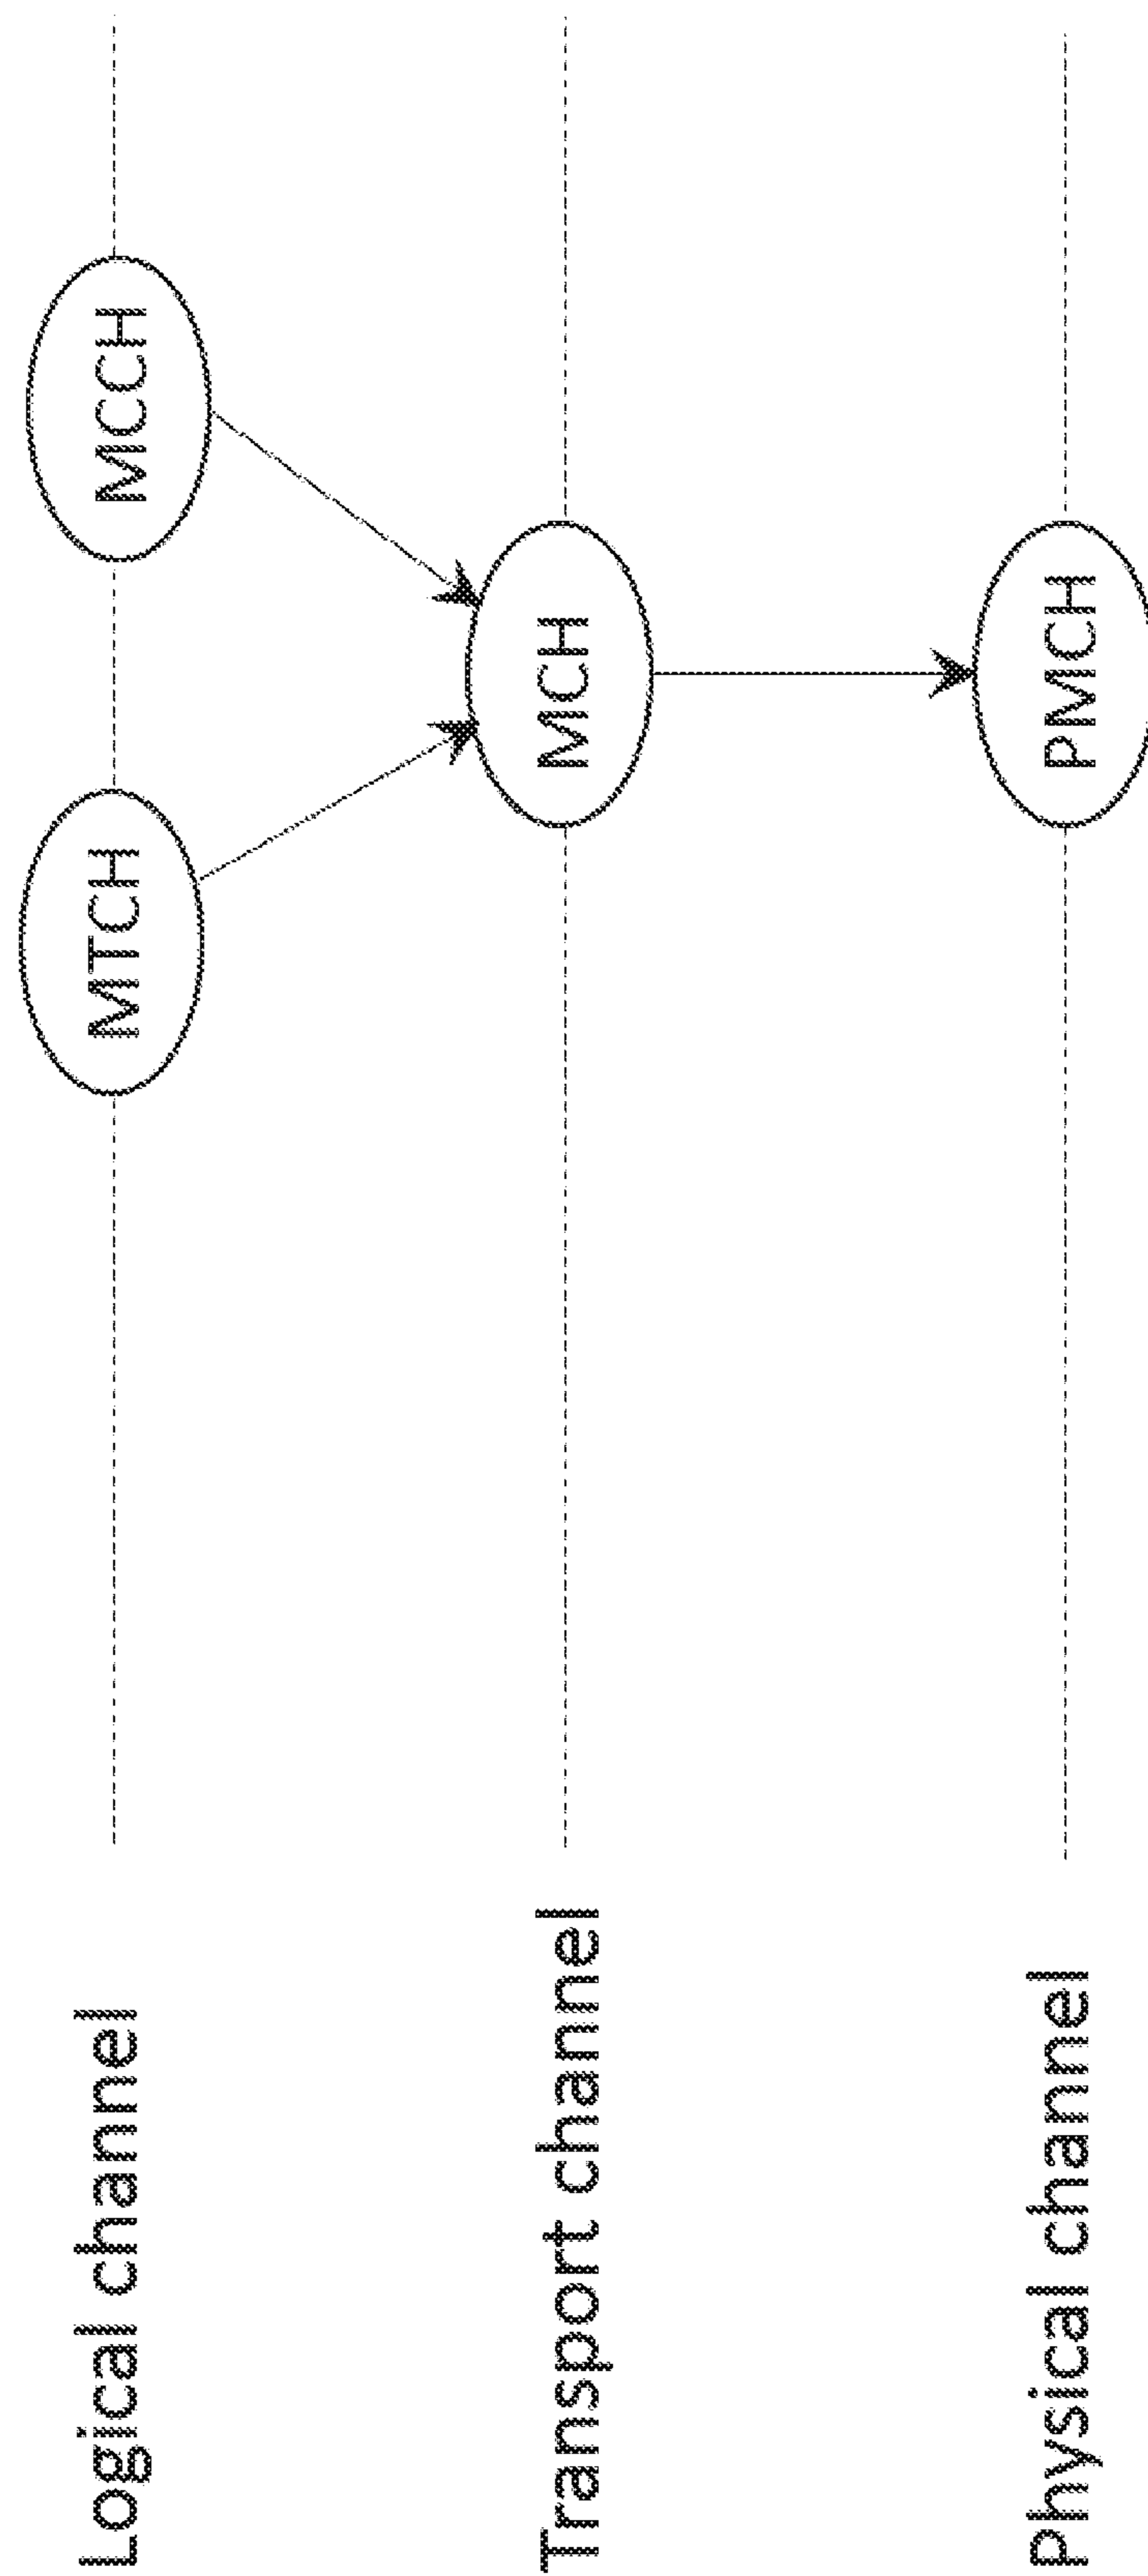 Logical channel
MTCH
MCCH
Transport channel
MCH
Physical channel
PMCH